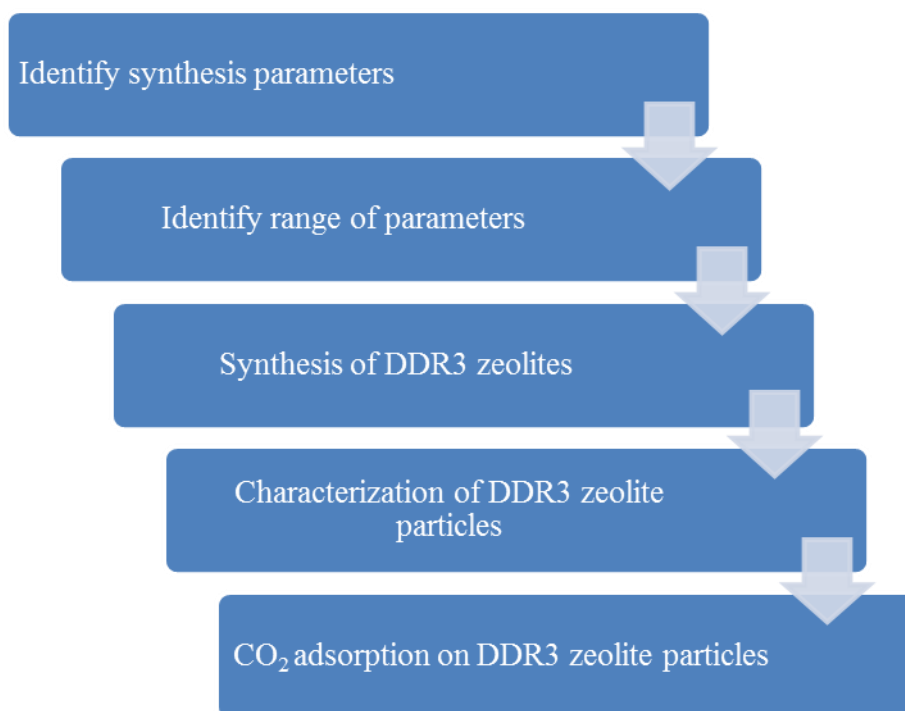 Identify synthesis parameters
Identify range of parameters
Synthesis of DDR3 zeolites
Characterization of DDR3 zeolite
particles
CO₂ adsorption on DDR3 zeolite particles